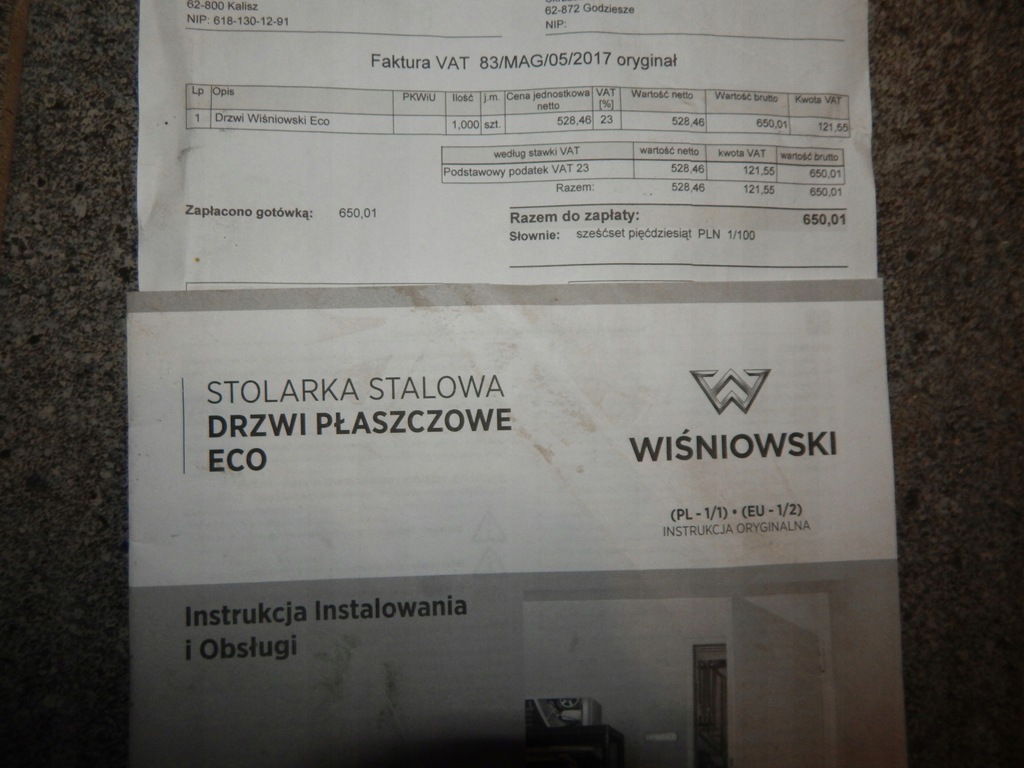 62-800 Kalisz
NIP: 618-130-12-91
62-872 Godziesze
NIP:
Faktura VAT 83/MAG/05/2017 oryginał
Lp Opis PKWiU Ilość j.m. Cena jednostkowa netto VAT [%] Wartość netto Wartość brutto Kwota VAT
1 Drzwi Wiśniowski Eco 1,000 szt. 528,46 23 528,46 650,01 121,55
według stawki VAT wartość netto kwota VAT wartość brutto
Podstawowy podatek VAT 23 528,46 121,55 650,01
Razem: 528,46 121,55 650,01
Zapłacono gotówką: 650,01
Razem do zapłaty: 650,01
Słownie: sześćset pięćdziesiąt PLN 1/100
STOLARKA STALOWA
DRZWI PŁASZCZOWE
ECO
WIŚNIOWSKI
(PL - 1/1) • (EU - 1/2)
INSTRUKCJA ORYGINALNA
Instrukcja Instalowania
i Obsługi